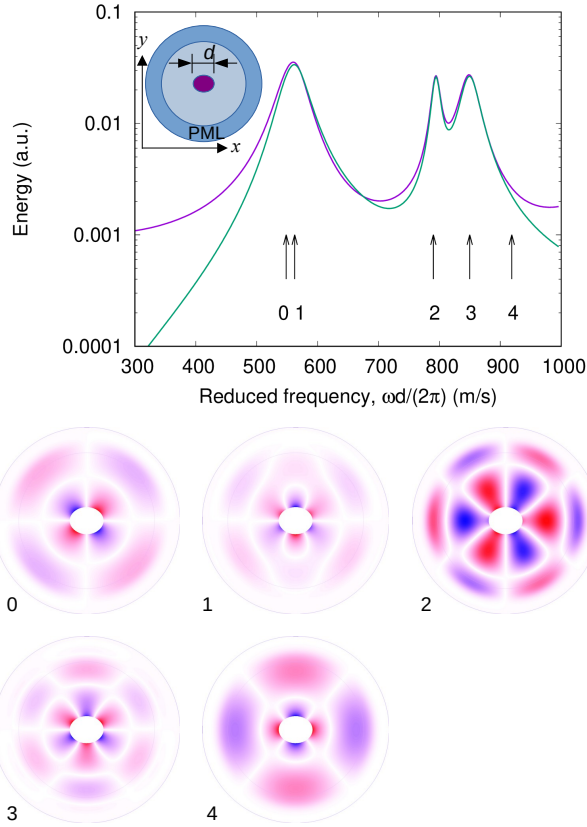 0.1
0.01
0.001
0.0001
Energy (a.u.)
y
d
PML
x
0 1 2 3 4
300 400 500 600 700 800 900 1000
Reduced frequency, ωd/(2π) (m/s)
0 1 2
3 4